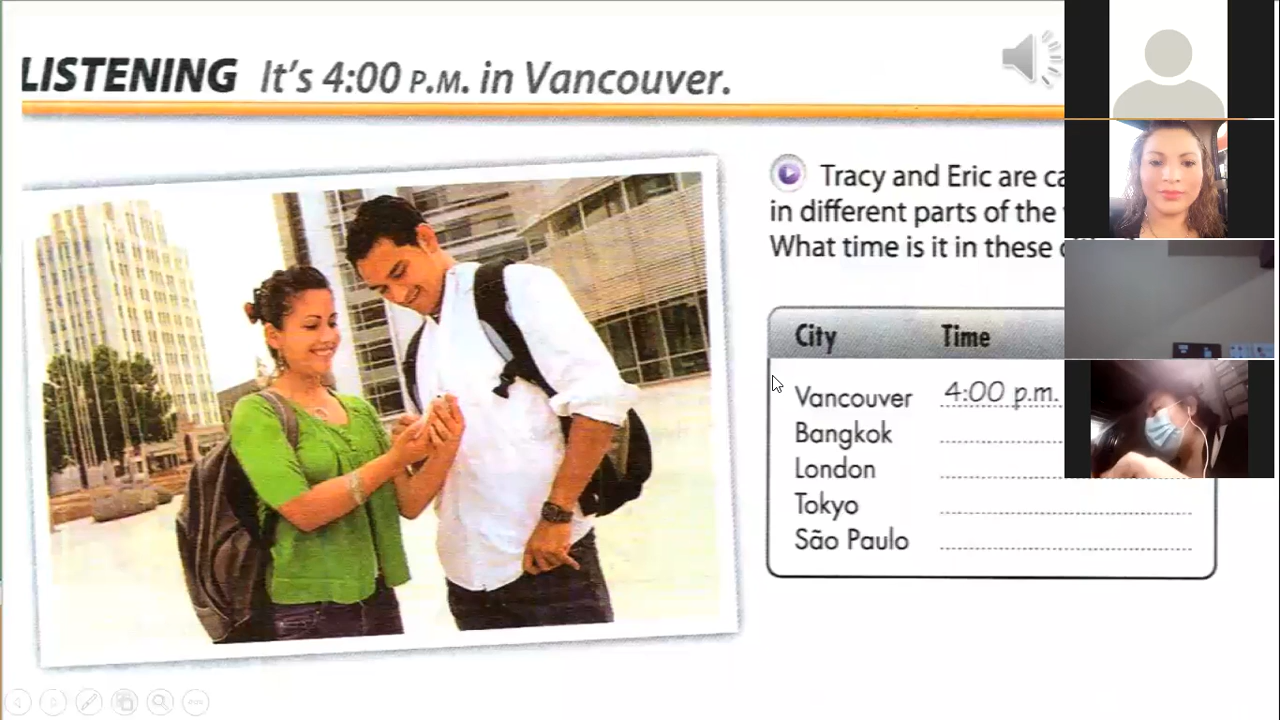 LISTENING It's 4:00 P.M. in Vancouver.
Tracy and Eric are
in different parts of the
What time is it in these
City Time
Vancouver 4:00 p.m.
Bangkok
London
Tokyo
São Paulo